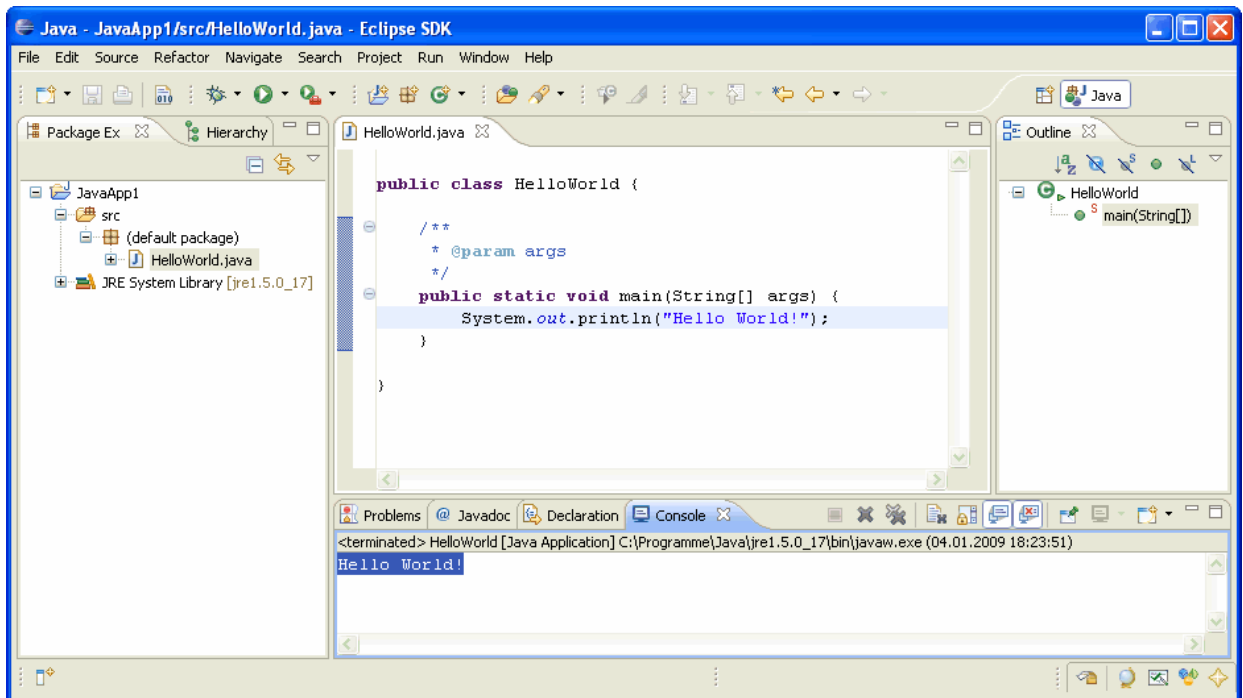 Java - JavaApp1/src/HelloWorld.java - Eclipse SDK
File Edit Source Refactor Navigate Search Project Run Window Help
Java
Package Ex Hierarchy
JavaApp1
src
(default package)
HelloWorld.java
JRE System Library [jre1.5.0_17]
HelloWorld.java
public class HelloWorld {
/**
* @param args
*/
public static void main(String[] args) {
System.out.println("Hello World!");
}
}
Outline
HelloWorld
main(String[])
Problems @ Javadoc Declaration Console
<terminated> HelloWorld [Java Application] C:\Programme\Java\jre1.5.0_17\bin\javaw.exe (04.01.2009 18:23:51)
Hello World!